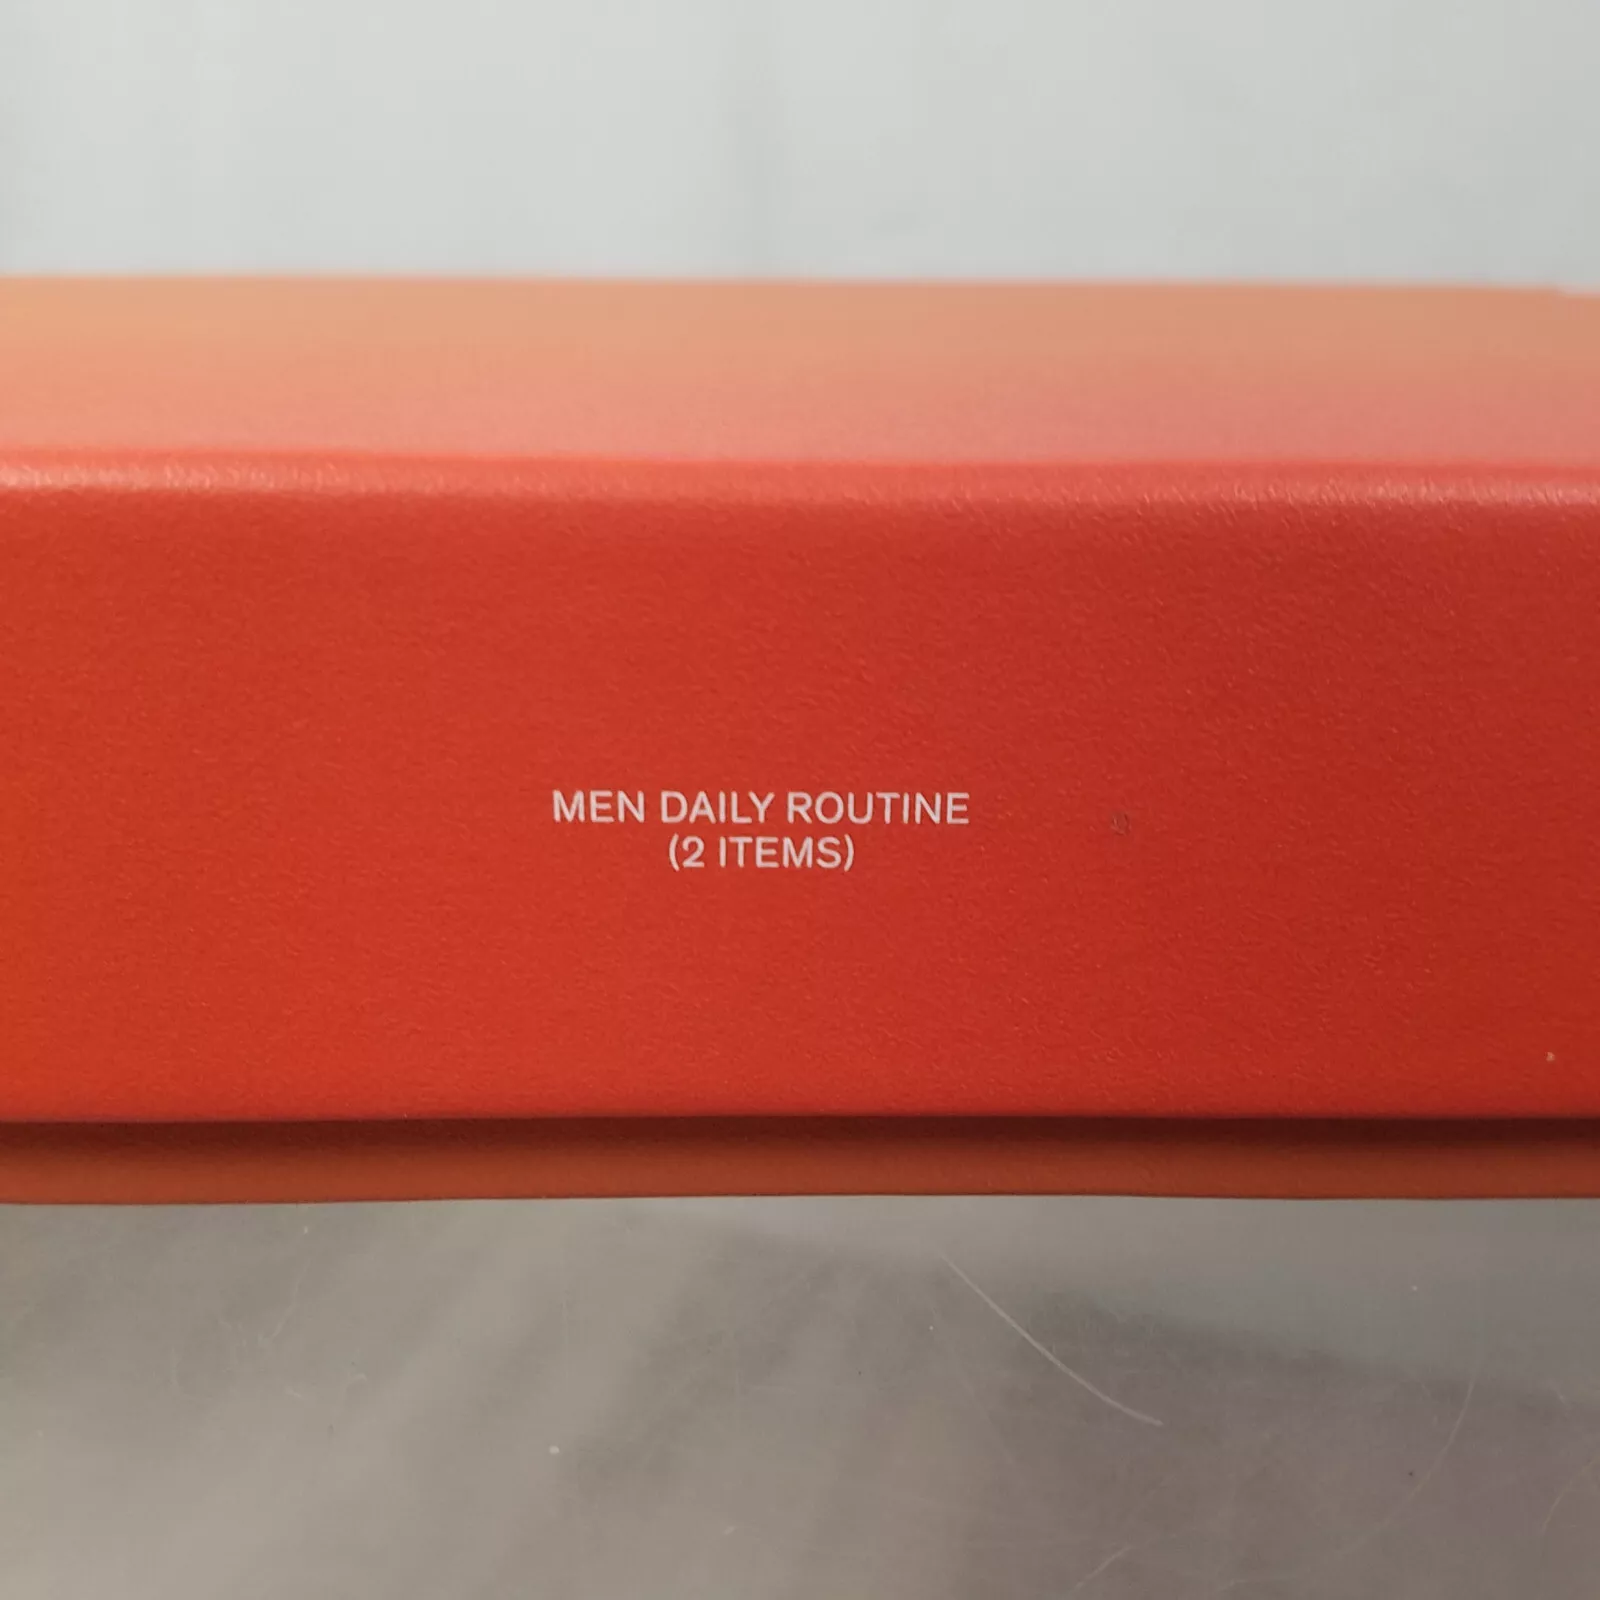 MEN DAILY ROUTINE
(2 ITEMS)